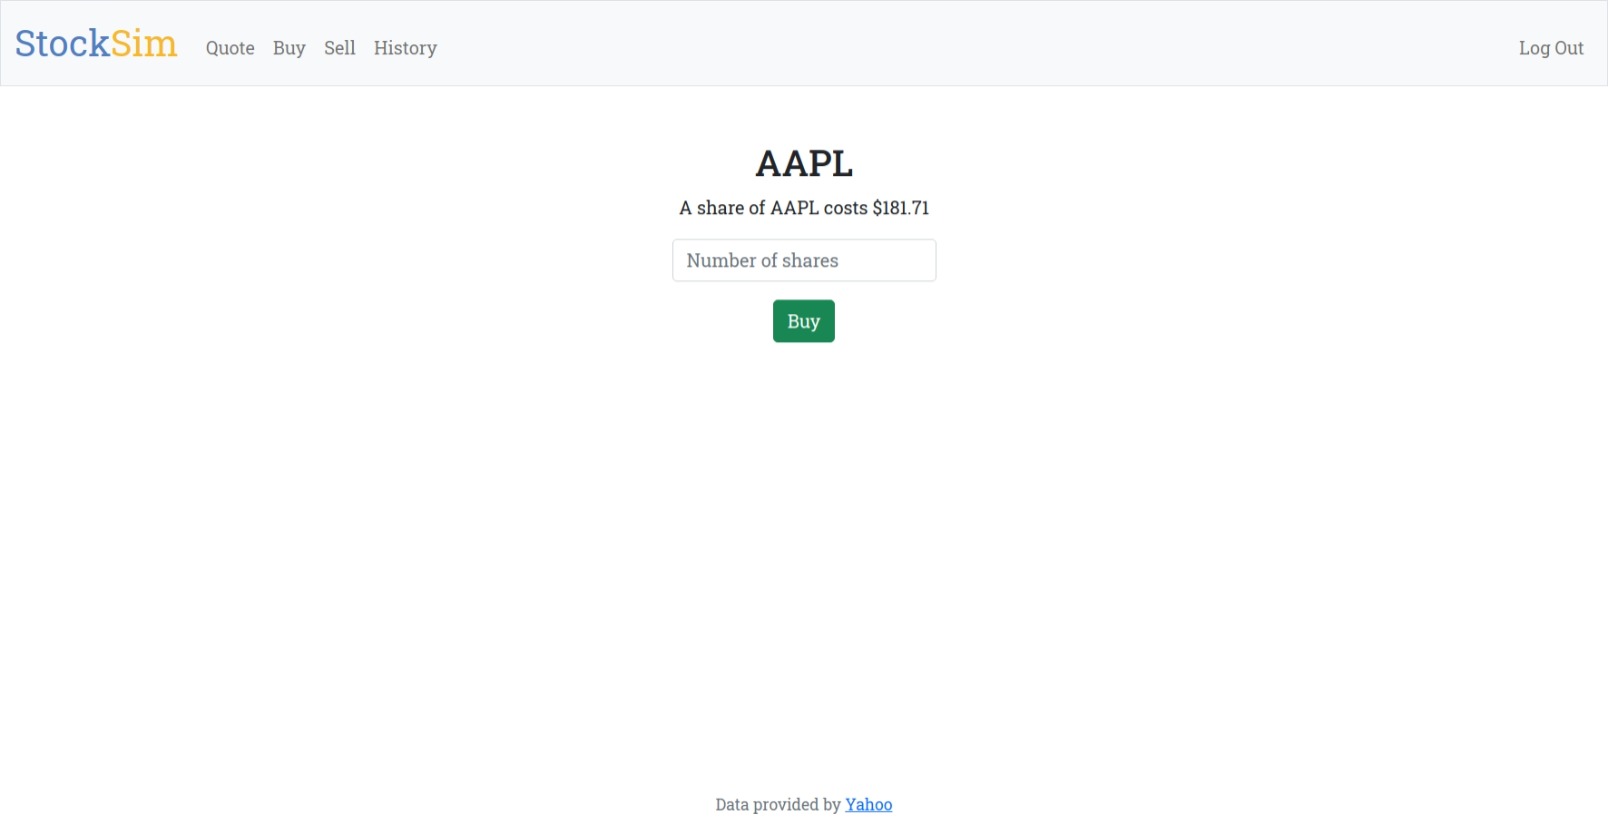 StockSim Quote Buy Sell History Log Out
AAPL
A share of AAPL costs $181.71
Number of shares
Buy
Data provided by Yahoo